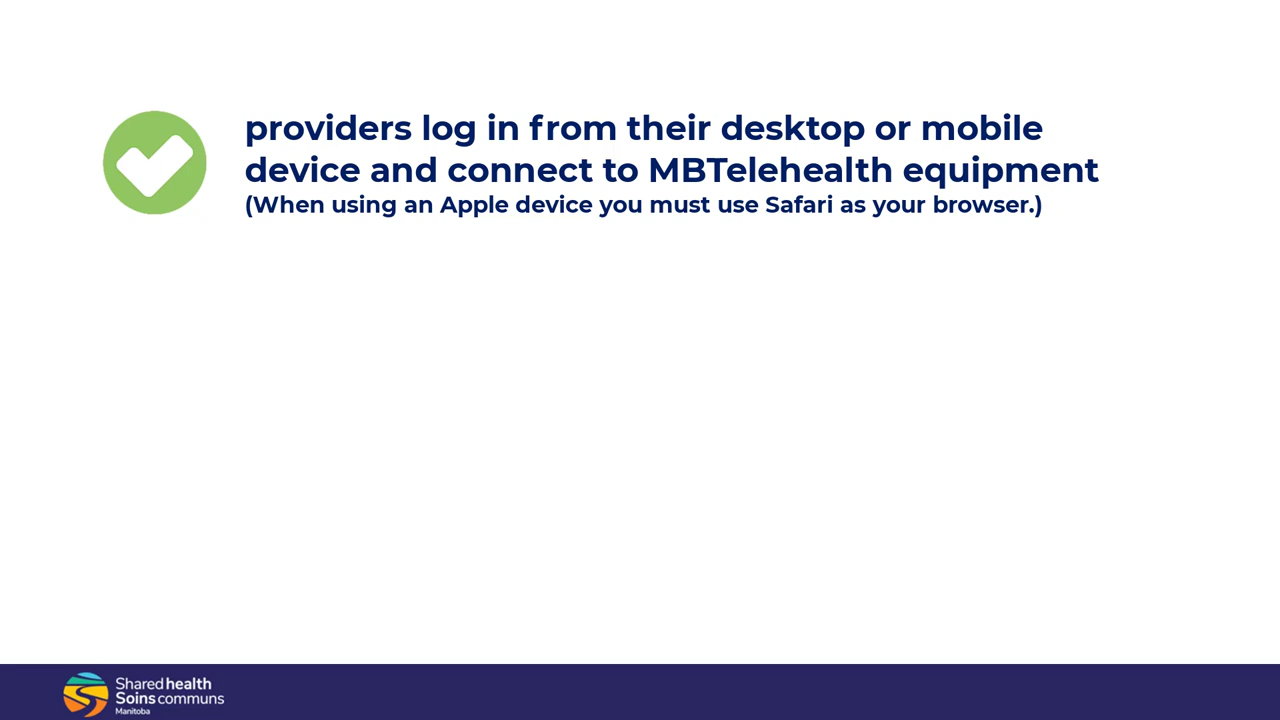 providers log in from their desktop or mobile
device and connect to MBTelehealth equipment
(When using an Apple device you must use Safari as your browser.)
Shared health
Soins communs
Manitoba